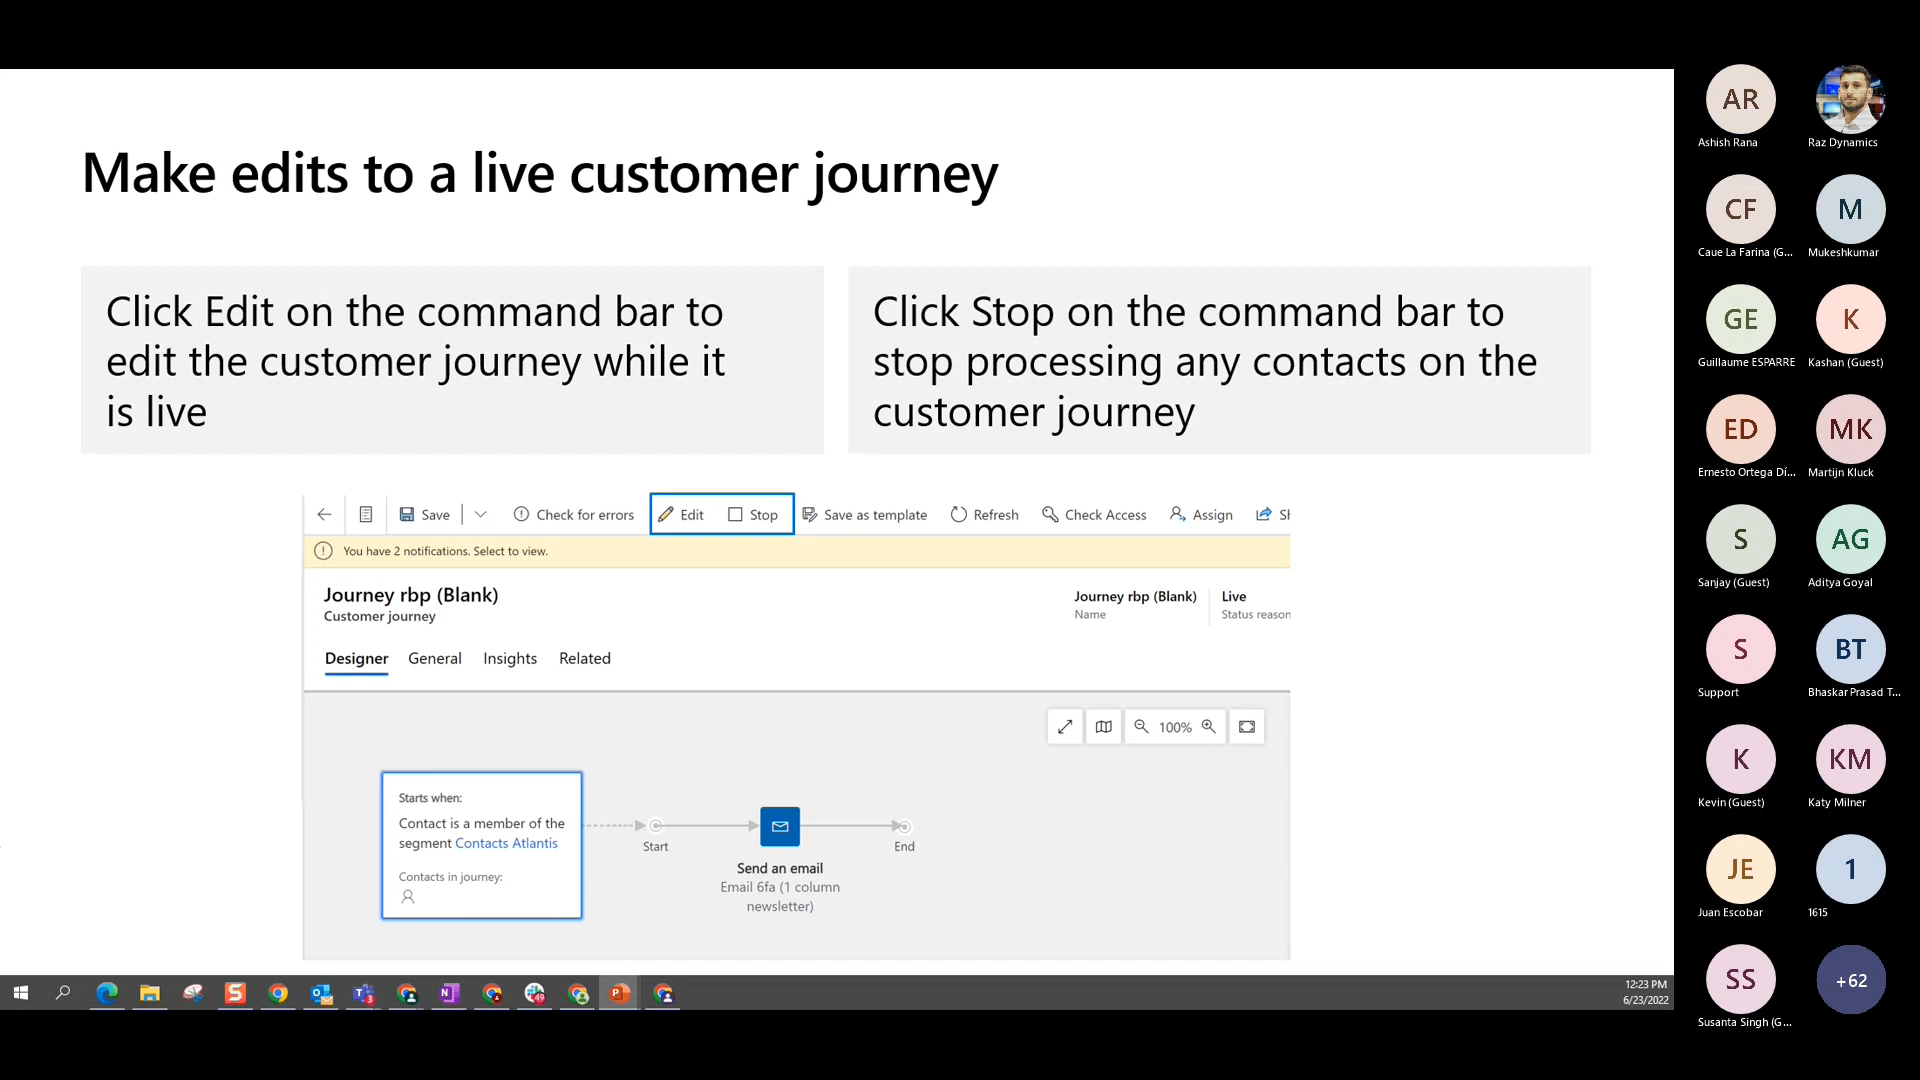 Make edits to a live customer journey
Click Edit on the command bar to
edit the customer journey while it
is live
Click Stop on the command bar to
stop processing any contacts on the
customer journey
Save
Check for errors
Edit
Stop
Save as template
Refresh
Check Access
Assign
Sh
You have 2 notifications. Select to view.
Journey rbp (Blank)
Customer journey
Journey rbp (Blank)
Name
Live
Status reason
Designer
General
Insights
Related
100%
Starts when:
Contact is a member of the
segment Contacts Atlantis
Contacts in journey:
Start
Send an email
Email 6fa (1 column
newsletter)
End
12:23 PM
6/23/2022
AR
Ashish Rana
Raz Dynamics
CF
Caue La Farina (G...
M
Mukeshkumar
GE
Guillaume ESPARRE
K
Kashan (Guest)
ED
Ernesto Ortega Dí...
MK
Martijn Kluck
S
Sanjay (Guest)
AG
Aditya Goyal
S
Support
BT
Bhaskar Prasad T...
K
Kevin (Guest)
KM
Katy Milner
JE
Juan Escobar
1
1615
SS
Susanta Singh (G...
+62